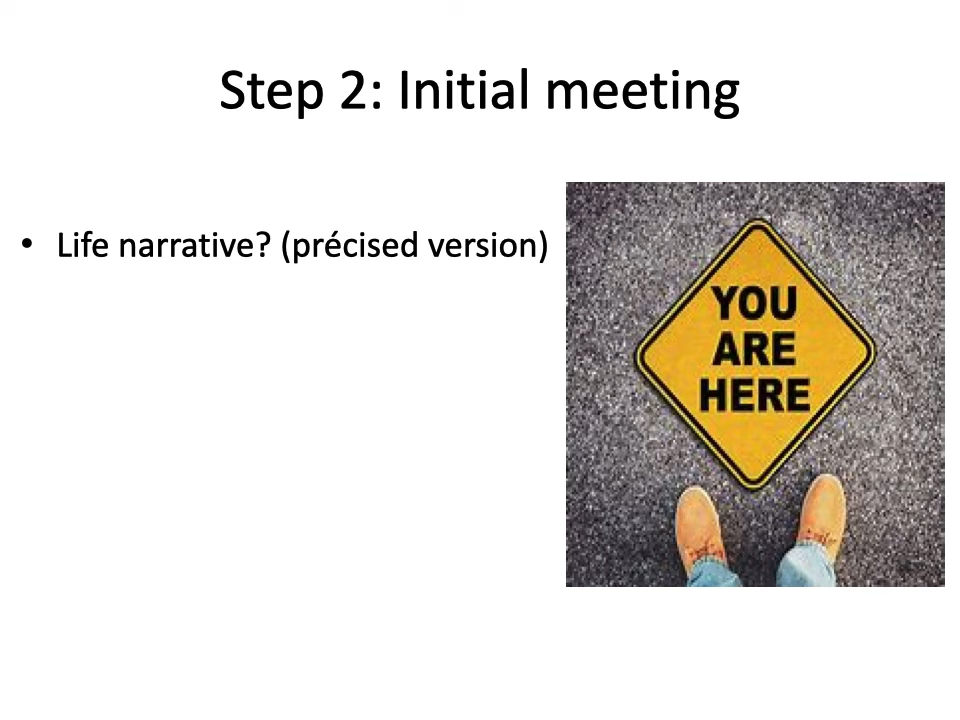 Step 2: Initial meeting
• Life narrative? (précised version)
YOU
ARE
HERE